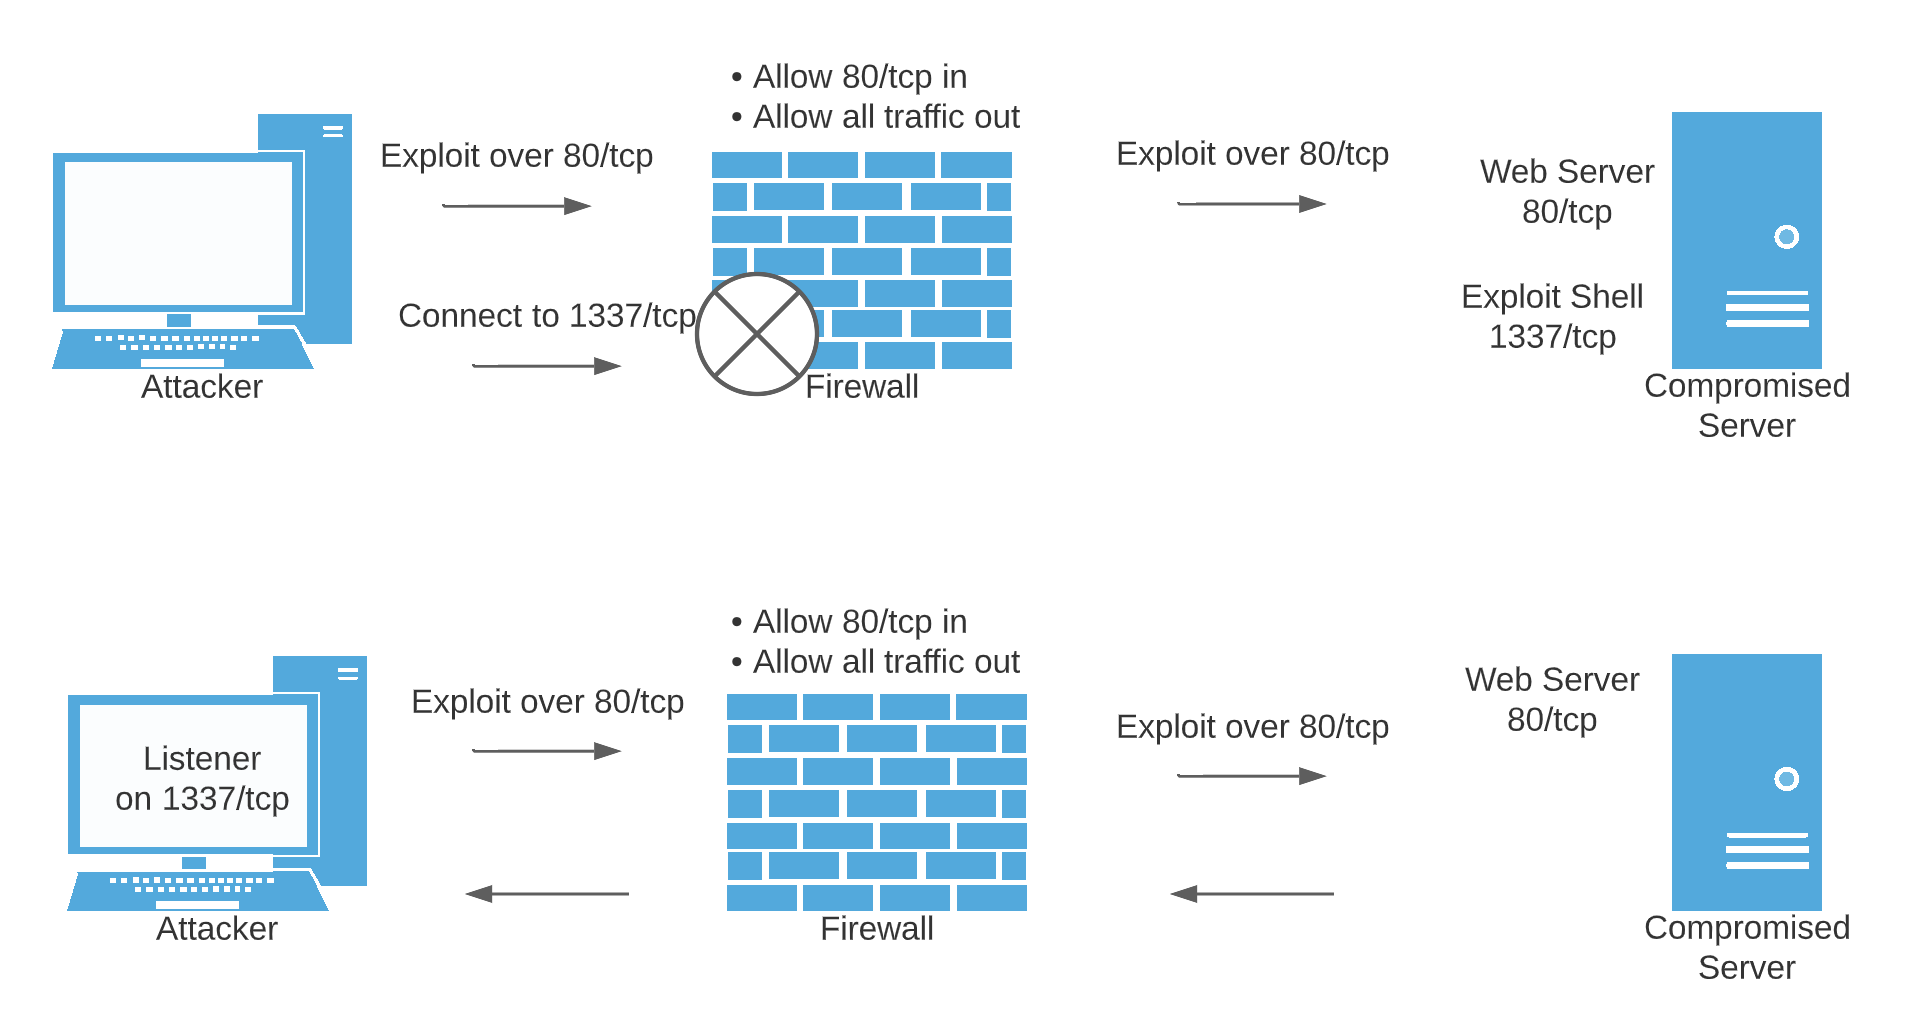 • Allow 80/tcp in
• Allow all traffic out
Exploit over 80/tcp
Exploit over 80/tcp
Web Server
80/tcp
Connect to 1337/tcp
Exploit Shell
1337/tcp
Attacker
Firewall
Compromised
Server
• Allow 80/tcp in
• Allow all traffic out
Exploit over 80/tcp
Exploit over 80/tcp
Web Server
80/tcp
Listener
on 1337/tcp
Attacker
Firewall
Compromised
Server